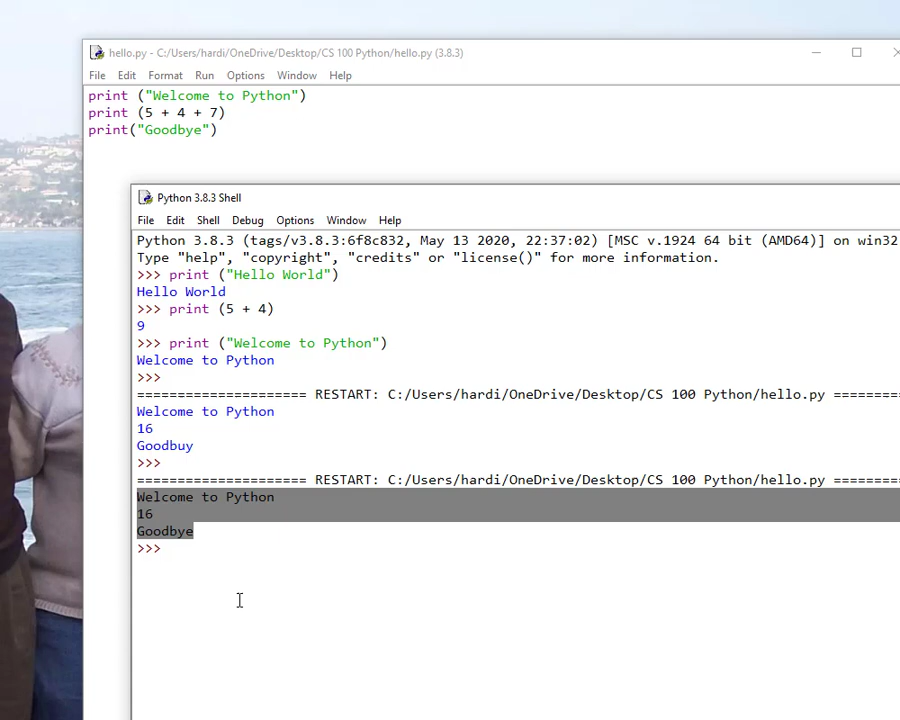 hello.py - C:/Users/hardi/OneDrive/Desktop/CS 100 Python/hello.py (3.8.3)
File Edit Format Run Options Window Help
print ("Welcome to Python")
print (5 + 4 + 7)
print("Goodbye")
Python 3.8.3 Shell
File Edit Shell Debug Options Window Help
Python 3.8.3 (tags/v3.8.3:6f8c832, May 13 2020, 22:37:02) [MSC v.1924 64 bit (AMD64)] on win32
Type "help", "copyright", "credits" or "license()" for more information.
>>> print ("Hello World")
Hello World
>>> print (5 + 4)
9
>>> print ("Welcome to Python")
Welcome to Python
>>>
===================== RESTART: C:/Users/hardi/OneDrive/Desktop/CS 100 Python/hello.py ========
Welcome to Python
16
Goodbuy
>>>
===================== RESTART: C:/Users/hardi/OneDrive/Desktop/CS 100 Python/hello.py ========
Welcome to Python
16
Goodbye
>>>